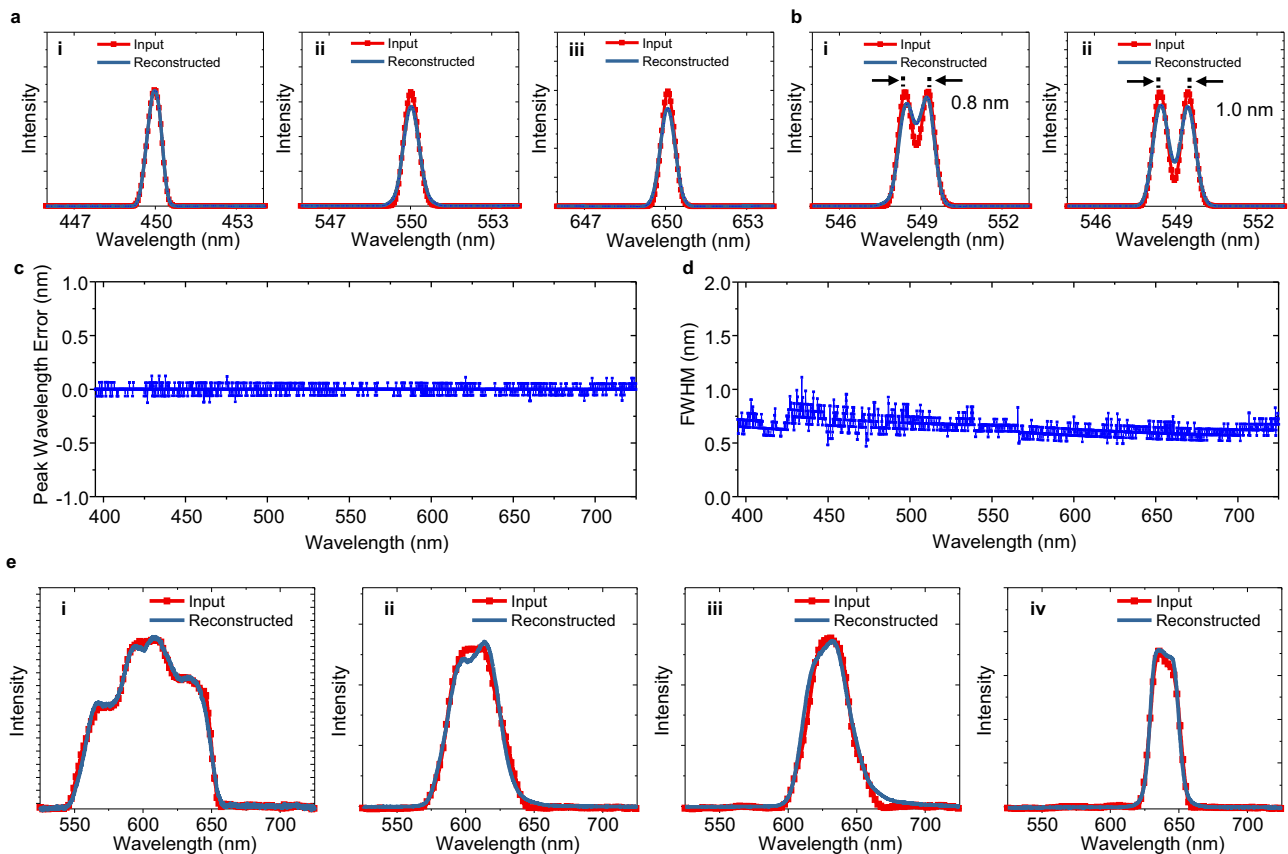 a
i
Input
Reconstructed
Intensity
447 450 453
Wavelength (nm)
ii
Input
Reconstructed
Intensity
547 550 553
Wavelength (nm)
iii
Input
Reconstructed
Intensity
647 650 653
Wavelength (nm)
b
i
Input
Reconstructed
0.8 nm
Intensity
546 549 552
Wavelength (nm)
ii
Input
Reconstructed
1.0 nm
Intensity
546 549 552
Wavelength (nm)
c
Peak Wavelength Error (nm)
1.0
0.5
0.0
-0.5
-1.0
400 450 500 550 600 650 700
Wavelength (nm)
d
FWHM (nm)
2.0
1.5
1.0
0.5
0.0
400 450 500 550 600 650 700
Wavelength (nm)
e
i
Input
Reconstructed
Intensity
550 600 650 700
Wavelength (nm)
ii
Input
Reconstructed
Intensity
550 600 650 700
Wavelength (nm)
iii
Input
Reconstructed
Intensity
550 600 650 700
Wavelength (nm)
iv
Input
Reconstructed
Intensity
550 600 650 700
Wavelength (nm)